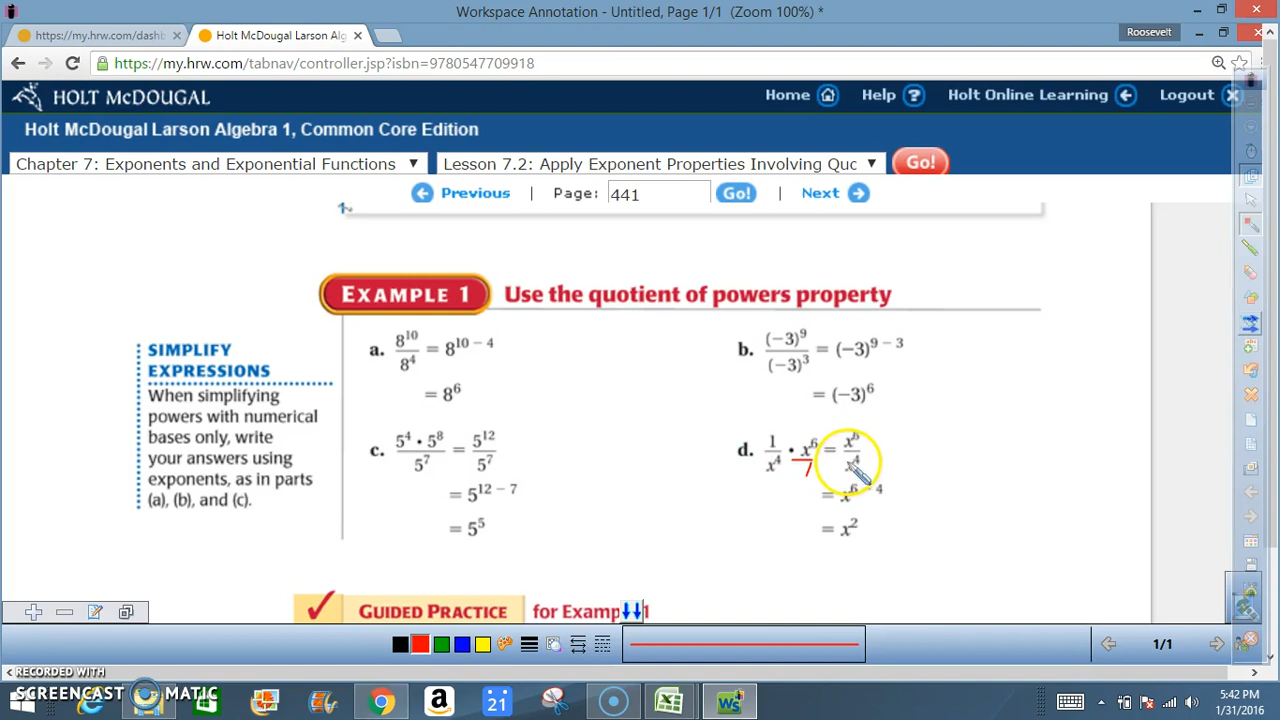 Workspace Annotation - Untitled, Page 1/1 (Zoom 100%) *
https://my.hrw.com/dashb
Holt McDougal Larson Alg
Roosevelt
https://my.hrw.com/tabnav/controller.jsp?isbn=9780547709918
HOLT McDOUGAL
Home
Help ?
Holt Online Learning
Logout X
Holt McDougal Larson Algebra 1, Common Core Edition
Chapter 7: Exponents and Exponential Functions
Lesson 7.2: Apply Exponent Properties Involving Quo
Go!
Previous | Page: 441 Go! | Next
EXAMPLE 1 Use the quotient of powers property
SIMPLIFY
EXPRESSIONS
When simplifying
powers with numerical
bases only, write
your answers using
exponents, as in parts
(a), (b), and (c).
a. 8^10/8^4 = 8^(10 − 4)
= 8^6
b. (−3)^9/(−3)^3 = (−3)^(9 − 3)
= (−3)^6
c. (5^4 • 5^8)/5^7 = 5^12/5^7
= 5^(12 − 7)
= 5^5
d. 1/x^4 • x^6/1 = x^6/x^4
= x^(6 − 4)
= x^2
GUIDED PRACTICE for Examp 1
1/1
RECORDED WITH
SCREENCAST MATIC
21
5:42 PM
1/31/2016